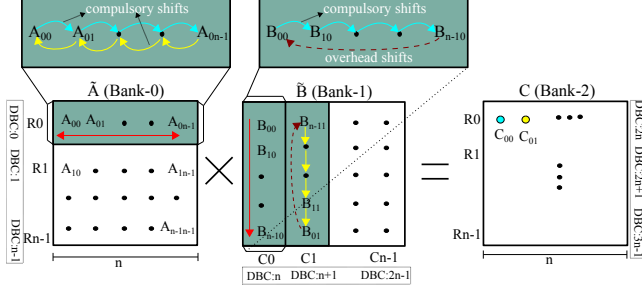 compulsory shifts
A00 A01 A0n-1
compulsory shifts
B00 B10 Bn-10
overhead shifts
Ã (Bank-0)
B̃ (Bank-1)
C (Bank-2)
DBC:0 DBC:1 DBC:n-1
R0 R1 Rn-1
A00 A01 A0n-1
A10 A1n-1
An-1n-1
n
×
B00 Bn-11
B10
B11
Bn-10 B01
C0 C1 Cn-1
DBC:n DBC:n+1 DBC:2n-1
=
R0 R1 Rn-1
C00 C01
n
DBC:2n DBC:2n+1 DBC:3n-1